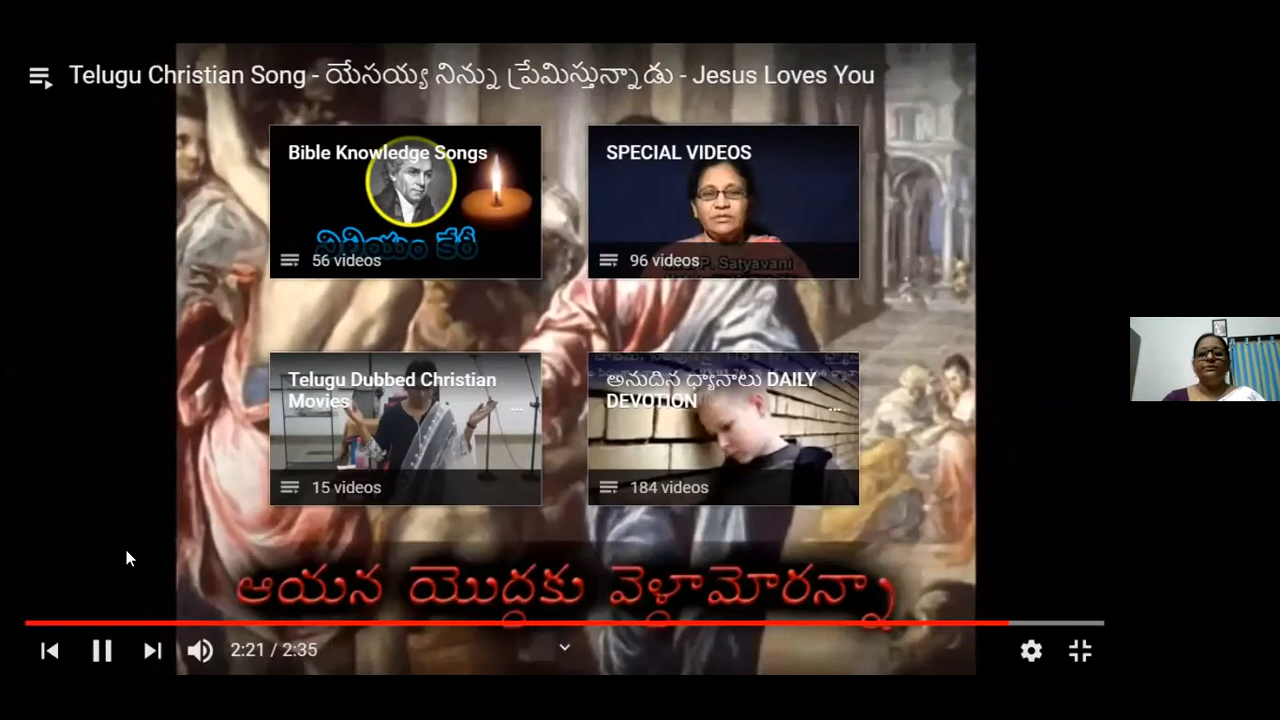 Telugu Christian Song - యేసయ్య నిన్ను ప్రేమిస్తున్నాడు - Jesus Loves You
Bible Knowledge Songs
56 videos
SPECIAL VIDEOS
P. Satyavani
96 videos
Telugu Dubbed Christian
Movies
15 videos
అనుదిన ధ్యానాలు DAILY
DEVOTION
184 videos
ఆయన యొద్దకు వెళ్దామోరన్నా
2:21 / 2:35